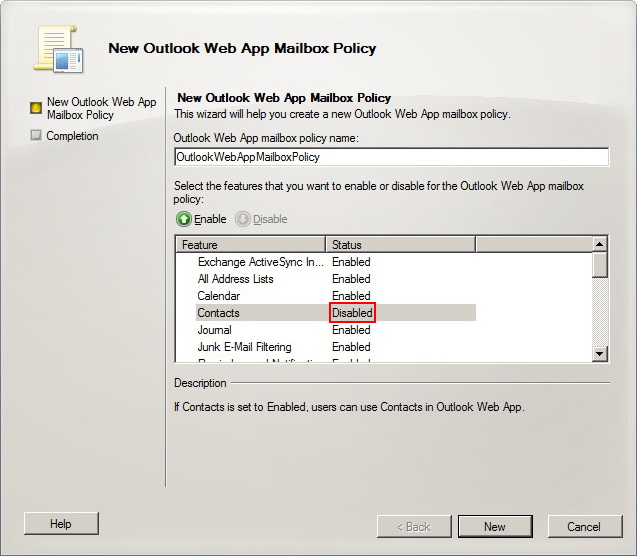 New Outlook Web App Mailbox Policy
New Outlook Web App
Mailbox Policy
Completion
New Outlook Web App Mailbox Policy
This wizard will help you create a new Outlook Web App mailbox policy.
Outlook Web App mailbox policy name:
OutlookWebAppMailboxPolicy
Select the features that you want to enable or disable for the Outlook Web App mailbox
policy:
Enable Disable
Feature Status
Exchange ActiveSync In... Enabled
All Address Lists Enabled
Calendar Enabled
Contacts Disabled
Journal Enabled
Junk E-Mail Filtering Enabled
Description
If Contacts is set to Enabled, users can use Contacts in Outlook Web App.
Help < Back New Cancel